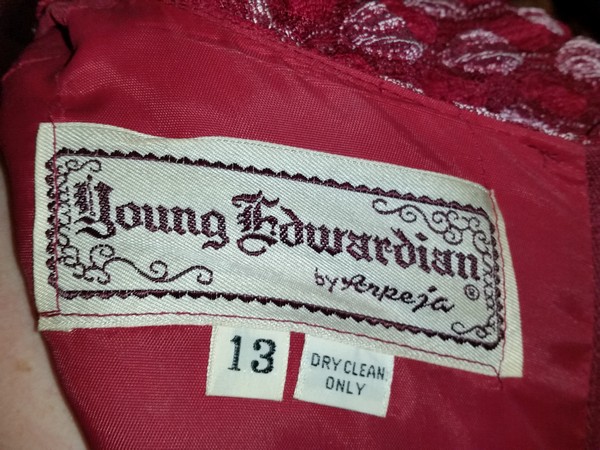 Young Edwardian
by Arpeja ®
13
DRY CLEAN
ONLY